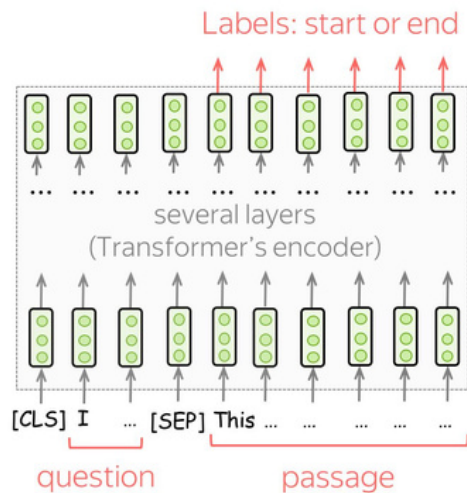 Labels: start or end
... ... ... ... ... ... ... ... ... ...
several layers
(Transformer's encoder)
[CLS] I ... [SEP] This ... ... ... ... ...
question passage